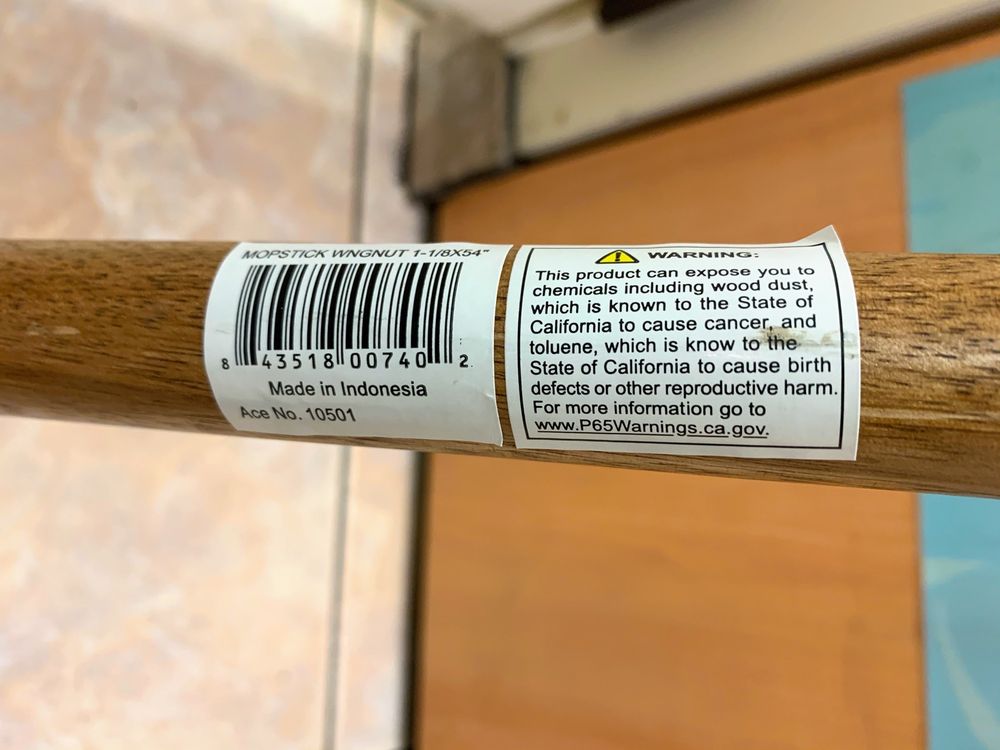 MOPSTICK WNGNUT 1-1/8X54"
8 43518 00740 2
Made in Indonesia
Ace No. 10501
WARNING:
This product can expose you to
chemicals including wood dust,
which is known to the State of
California to cause cancer, and
toluene, which is know to the
State of California to cause birth
defects or other reproductive harm.
For more information go to
www.P65Warnings.ca.gov.